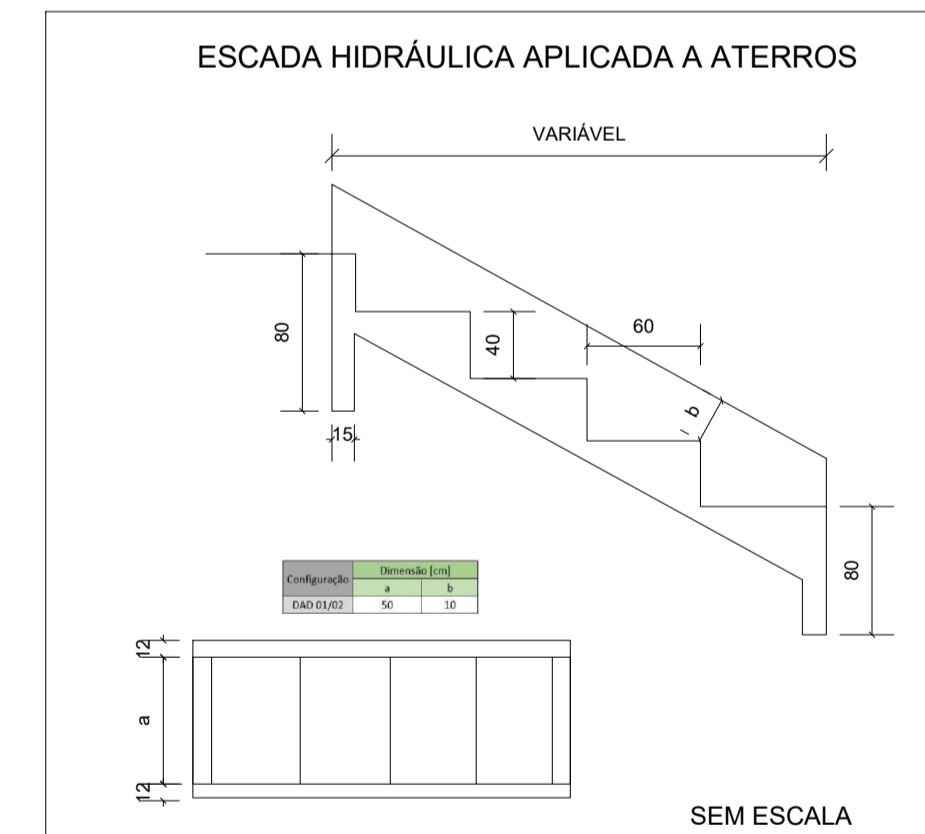 ESCADA HIDRÁULICA APLICADA A ATERROS
VARIÁVEL
80
40
60
b
15
80
Configuração
Dimensão [cm]
a b
DAD 01/02 50 10
12
a
12
SEM ESCALA